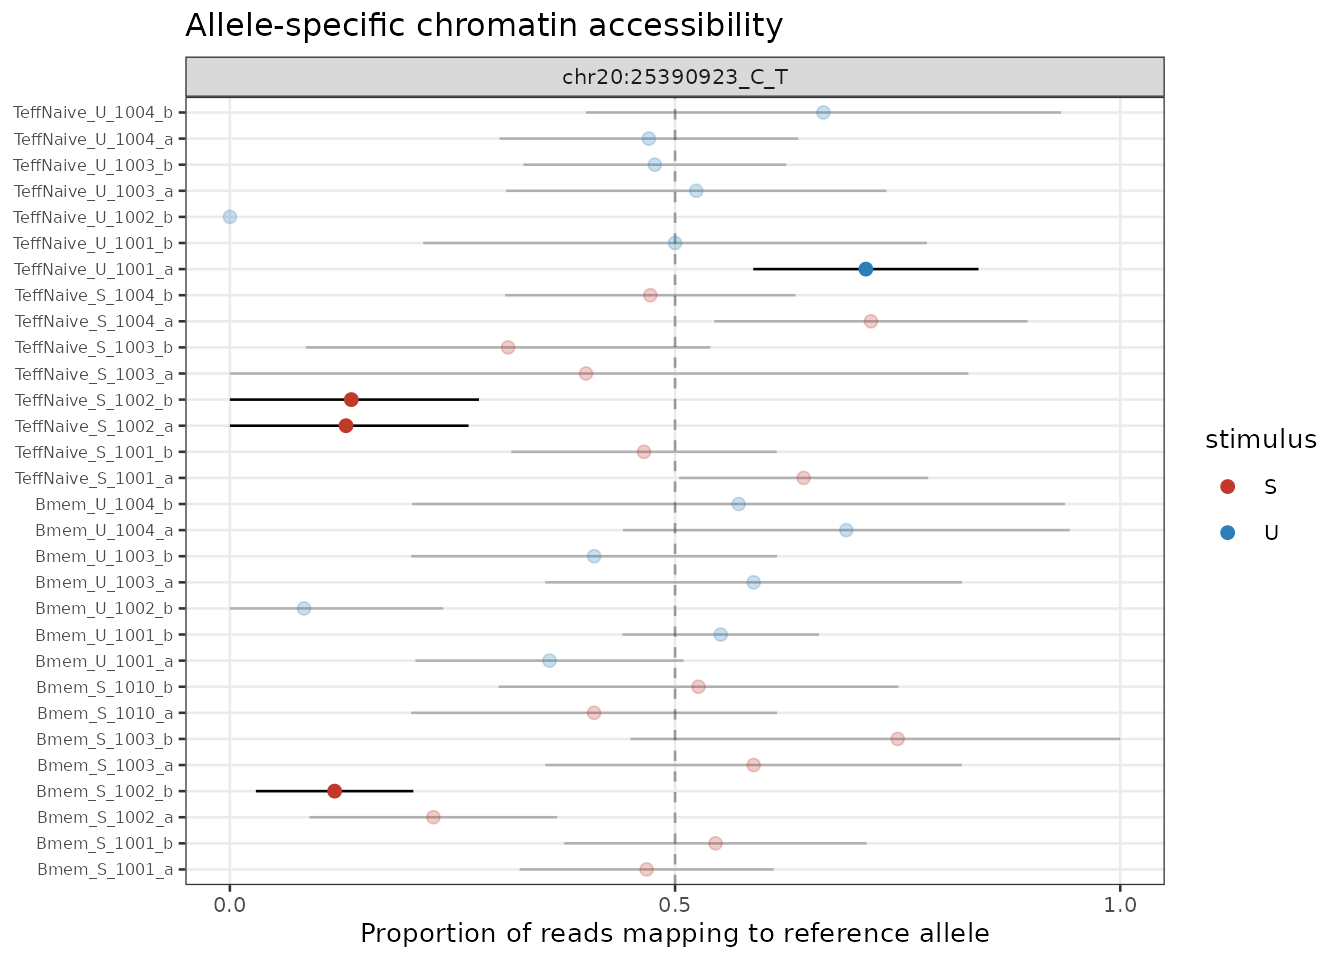 Allele-specific chromatin accessibility
chr20:25390923_C_T
TeffNaive_U_1004_b
TeffNaive_U_1004_a
TeffNaive_U_1003_b
TeffNaive_U_1003_a
TeffNaive_U_1002_b
TeffNaive_U_1001_b
TeffNaive_U_1001_a
TeffNaive_S_1004_b
TeffNaive_S_1004_a
TeffNaive_S_1003_b
TeffNaive_S_1003_a
TeffNaive_S_1002_b
TeffNaive_S_1002_a
TeffNaive_S_1001_b
TeffNaive_S_1001_a
Bmem_U_1004_b
Bmem_U_1004_a
Bmem_U_1003_b
Bmem_U_1003_a
Bmem_U_1002_b
Bmem_U_1001_b
Bmem_U_1001_a
Bmem_S_1010_b
Bmem_S_1010_a
Bmem_S_1003_b
Bmem_S_1003_a
Bmem_S_1002_b
Bmem_S_1002_a
Bmem_S_1001_b
Bmem_S_1001_a
0.0 0.5 1.0
Proportion of reads mapping to reference allele
stimulus
S
U